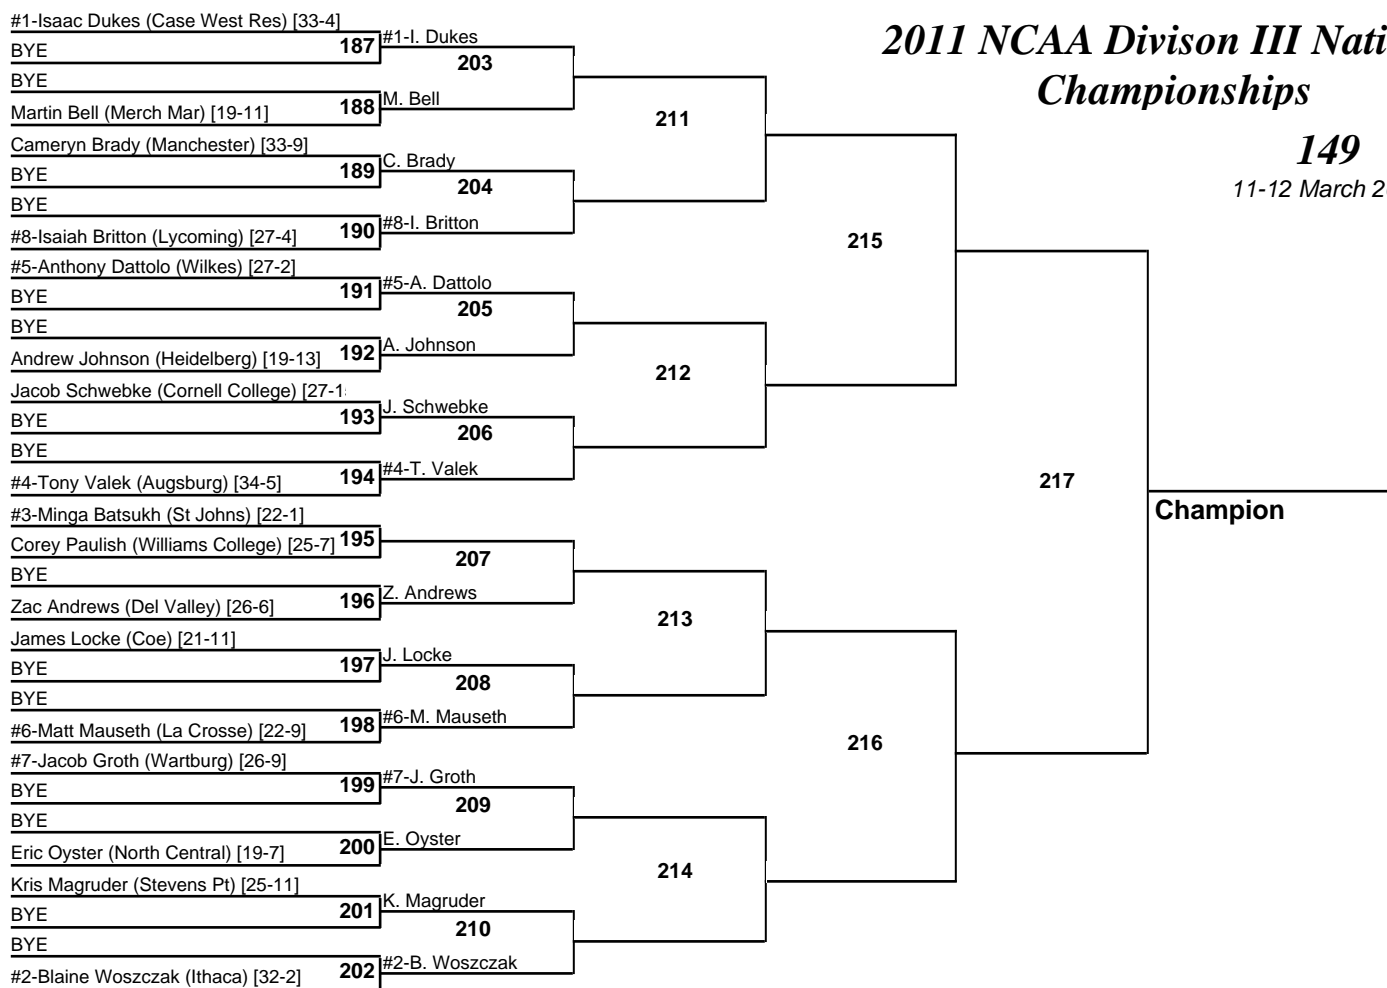 #1-Isaac Dukes (Case West Res) [33-4]
BYE
187
BYE
Martin Bell (Merch Mar) [19-11]
188
Cameryn Brady (Manchester) [33-9]
BYE
189
BYE
#8-Isaiah Britton (Lycoming) [27-4]
190
#5-Anthony Dattolo (Wilkes) [27-2]
BYE
191
BYE
Andrew Johnson (Heidelberg) [19-13]
192
Jacob Schwebke (Cornell College) [27-1
BYE
193
BYE
#4-Tony Valek (Augsburg) [34-5]
194
#3-Minga Batsukh (St Johns) [22-1]
Corey Paulish (Williams College) [25-7]
195
BYE
Zac Andrews (Del Valley) [26-6]
196
James Locke (Coe) [21-11]
BYE
197
BYE
#6-Matt Mauseth (La Crosse) [22-9]
198
#7-Jacob Groth (Wartburg) [26-9]
BYE
199
BYE
Eric Oyster (North Central) [19-7]
200
Kris Magruder (Stevens Pt) [25-11]
BYE
201
BYE
#2-Blaine Woszczak (Ithaca) [32-2]
202
#1-I. Dukes
203
M. Bell
C. Brady
204
#8-I. Britton
#5-A. Dattolo
205
A. Johnson
J. Schwebke
206
#4-T. Valek
207
Z. Andrews
J. Locke
208
#6-M. Mauseth
#7-J. Groth
209
E. Oyster
K. Magruder
210
#2-B. Woszczak
211
212
213
214
215
216
217
Champion
2011 NCAA Divison III Nati
Championships
149
11-12 March 2